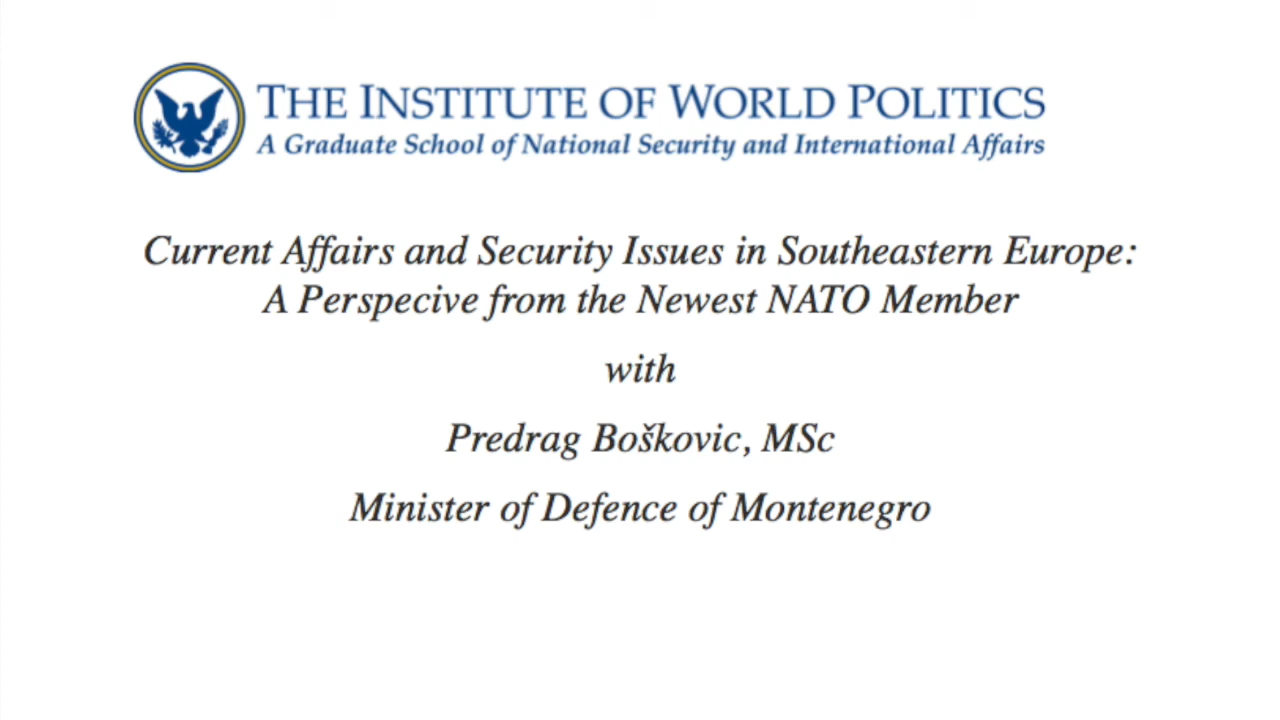 THE INSTITUTE OF WORLD POLITICS
A Graduate School of National Security and International Affairs
Current Affairs and Security Issues in Southeastern Europe:
A Perspecive from the Newest NATO Member
with
Predrag Boškovic, MSc
Minister of Defence of Montenegro